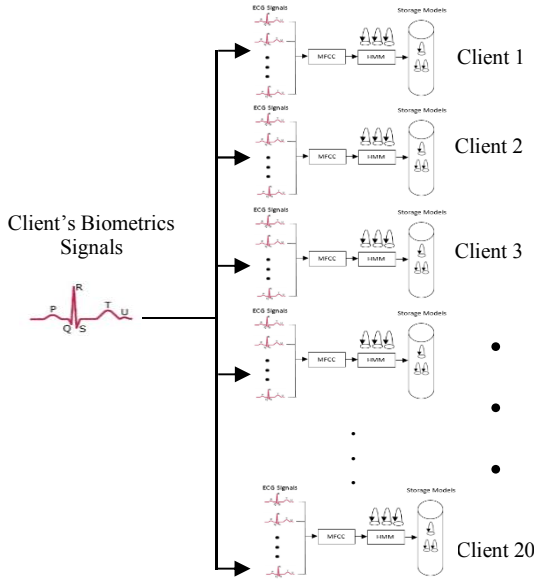 ECG Signals
Storage Models
MFCC
HMM
Client 1
ECG Signals
Storage Models
MFCC
HMM
Client 2
ECG Signals
Storage Models
MFCC
HMM
Client 3
Client's Biometrics
Signals
R
P
T
U
Q
S
ECG Signals
Storage Models
MFCC
HMM
ECG Signals
Storage Models
MFCC
HMM
Client 20